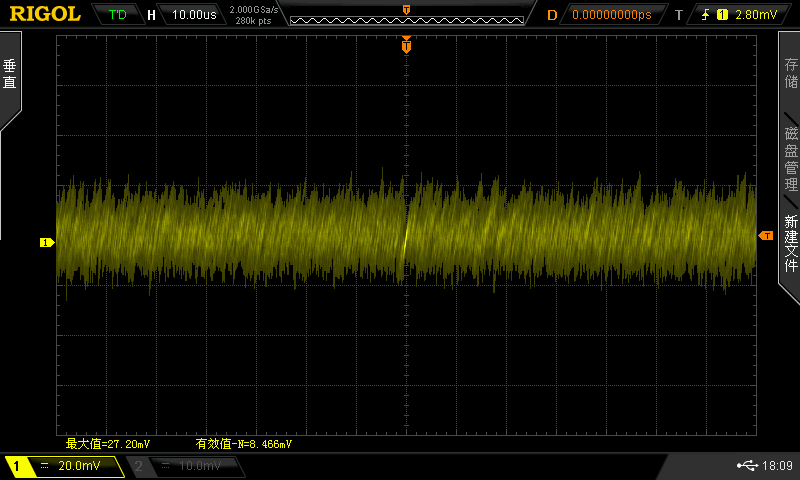 RIGOL T'D H 10.00us 2.000GSa/s 280k pts T D 0.00000000ps T 1 2.80mV
T
垂直
存储
磁盘管理
新建文件
1
T
最大值=27.20mV 有效值-N=8.466mV
1 20.0mV 2 10.0mV 18:09